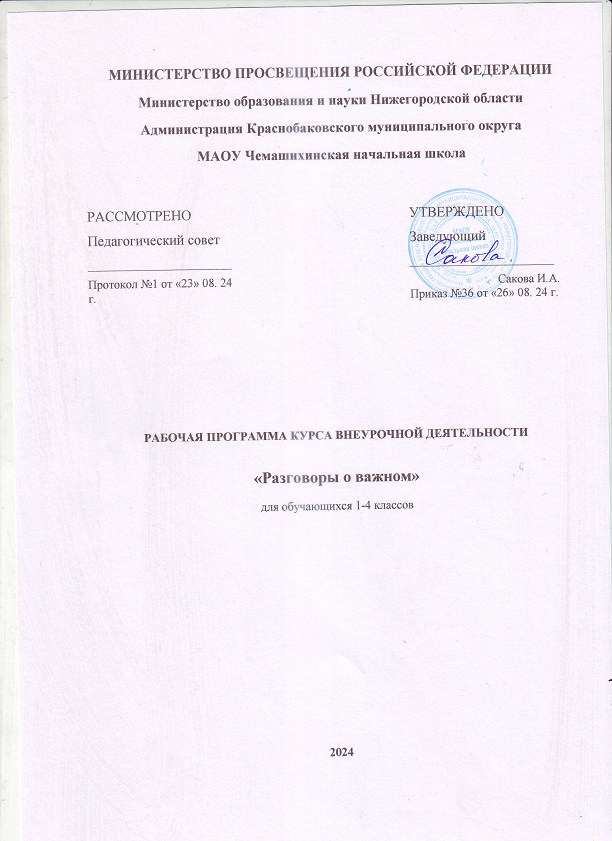 МИНИСТЕРСТВО ПРОСВЕЩЕНИЯ РОССИЙСКОЙ ФЕДЕРАЦИИ
Министерство образования и науки Нижегородской области
Администрация Краснобаковского муниципального округа
МАОУ Чемашихинская начальная школа
РАССМОТРЕНО
Педагогический совет
Протокол №1 от «23» 08. 24
г.
УТВЕРЖДЕНО
Заведующий
Сакова.
Сакова И.А.
Приказ №36 от «26» 08. 24 г.
РАБОЧАЯ ПРОГРАММА КУРСА ВНЕУРОЧНОЙ ДЕЯТЕЛЬНОСТИ
«Разговоры о важном»
для обучающихся 1-4 классов
2024